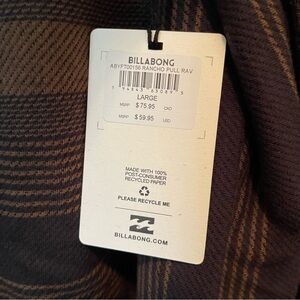 BILLABONG
ABYFT00156 RANCHO PULL RAV
LARGE
MSRP $75.95 CAD
MSRP $59.95 USD
MADE WITH 100%
POST-CONSUMER
RECYCLED PAPER
PLEASE RECYCLE ME
BILLABONG.COM